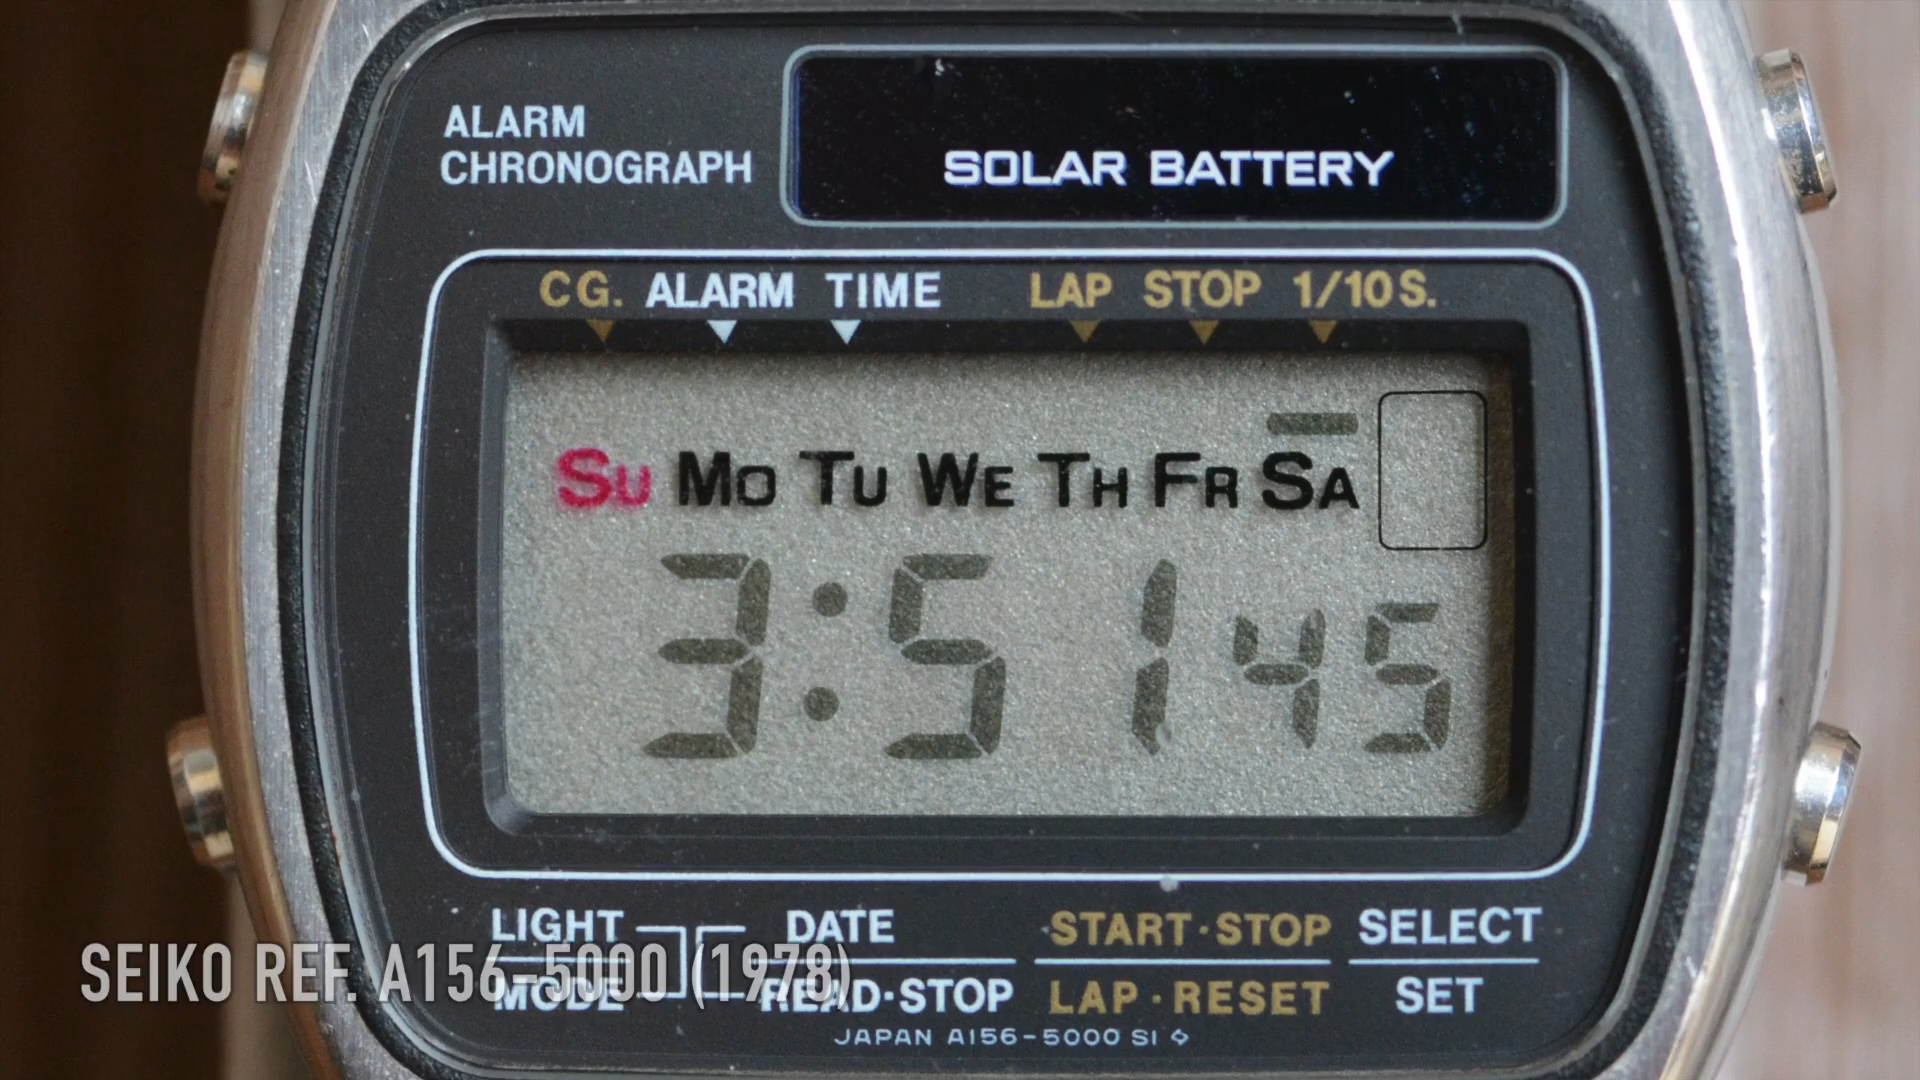 ALARM
CHRONOGRAPH
SOLAR BATTERY
CG. ALARM TIME LAP STOP 1/10 S.
SU MO TU WE TH FR SA
3:51 45
LIGHT DATE START·STOP SELECT
MODE READ·STOP LAP·RESET SET
SEIKO REF. A156-5000 (1978)
JAPAN A156-5000 SI